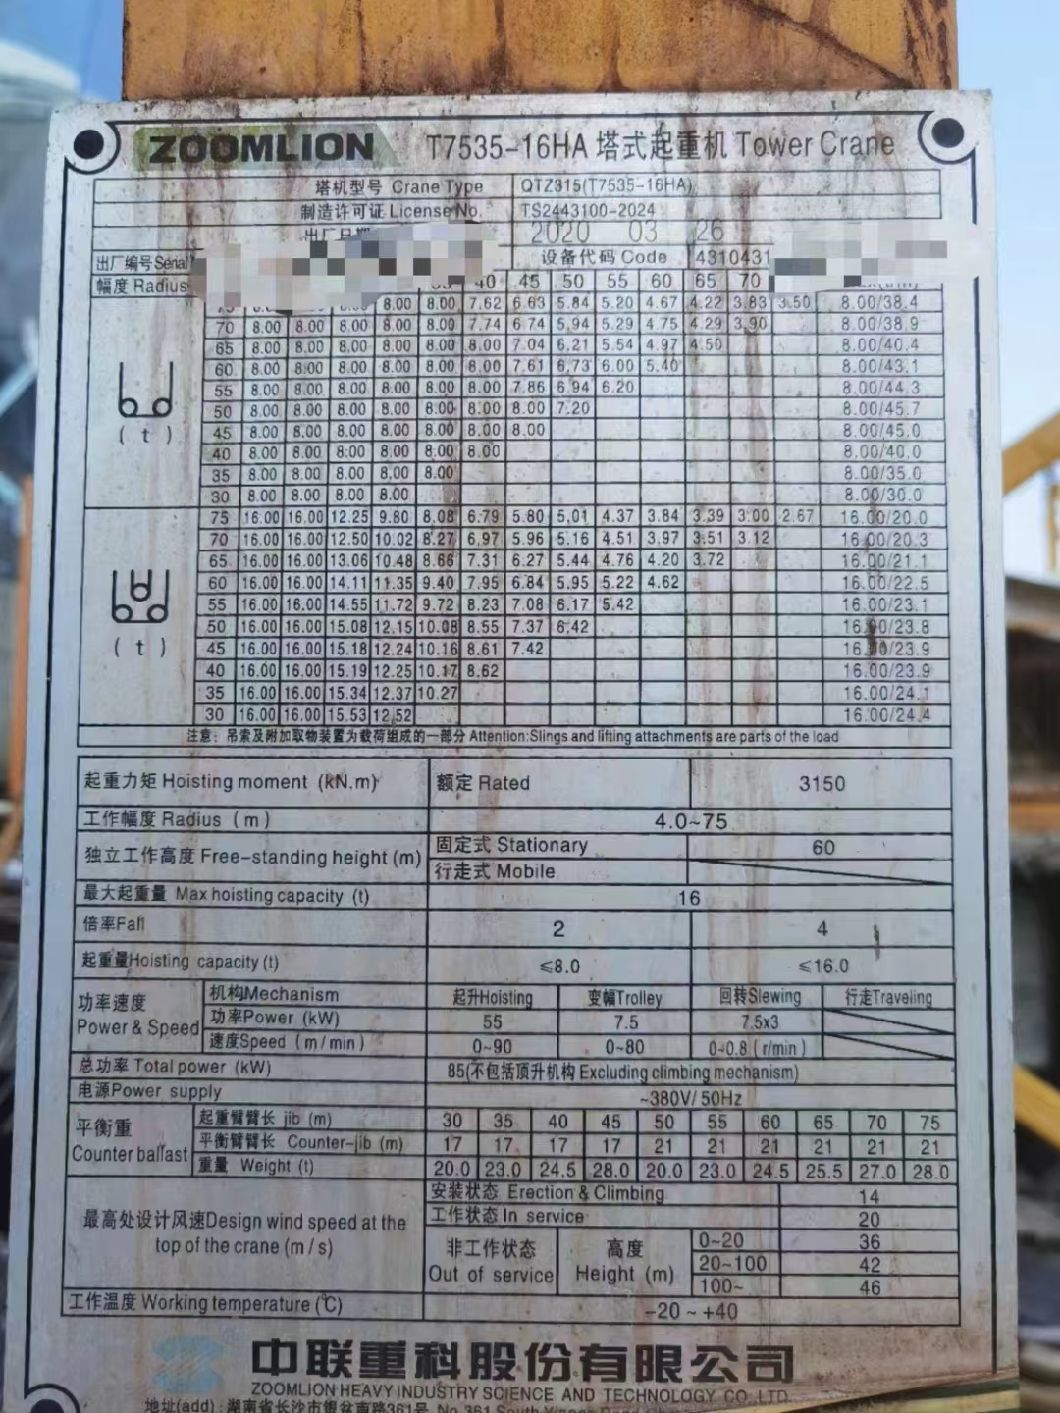 ZOOMLION T7535-16HA 塔式起重机 Tower Crane
塔机型号 Crane Type QTZ315(T7535-16HA)
制造许可证 License No. TS2443100-2024
出厂日期 2020 03 26
出厂编号 Serial 设备代码 Code 4310431
幅度 Radius 40 45 50 55 60 65 70
75 8.00 8.00 7.62 6.63 5.84 5.20 4.67 4.22 3.83 3.50 8.00/38.4
70 8.00 8.00 8.00 8.00 8.00 7.74 6.74 5.94 5.29 4.75 4.29 3.90 8.00/38.9
65 8.00 8.00 8.00 8.00 8.00 8.00 7.04 6.21 5.54 4.97 4.50 8.00/40.4
60 8.00 8.00 8.00 8.00 8.00 8.00 7.61 6.73 6.00 5.40 8.00/43.1
55 8.00 8.00 8.00 8.00 8.00 8.00 7.86 6.94 6.20 8.00/44.3
50 8.00 8.00 8.00 8.00 8.00 8.00 8.00 7.20 8.00/45.7
45 8.00 8.00 8.00 8.00 8.00 8.00 8.00 8.00/45.0
(t) 40 8.00 8.00 8.00 8.00 8.00 8.00 8.00/40.0
35 8.00 8.00 8.00 8.00 8.00 8.00/35.0
30 8.00 8.00 8.00 8.00 8.00/30.0
75 16.00 16.00 12.25 9.80 8.08 6.79 5.80 5.01 4.37 3.84 3.39 3.00 2.67 16.00/20.0
70 16.00 16.00 12.50 10.02 8.27 6.97 5.96 5.16 4.51 3.97 3.51 3.12 16.00/20.3
65 16.00 16.00 13.06 10.48 8.66 7.31 6.27 5.44 4.76 4.20 3.72 16.00/21.1
60 16.00 16.00 14.11 11.35 9.40 7.95 6.84 5.95 5.22 4.62 16.00/22.5
55 16.00 16.00 14.55 11.72 9.72 8.23 7.08 6.17 5.42 16.00/23.1
50 16.00 16.00 15.08 12.15 10.08 8.55 7.37 6.42 16.00/23.8
(t) 45 16.00 16.00 15.18 12.24 10.16 8.61 7.42 16.00/23.9
40 16.00 16.00 15.19 12.25 10.17 8.62 16.00/23.9
35 16.00 16.00 15.34 12.37 10.27 16.00/24.1
30 16.00 16.00 15.53 12.52 16.00/24.4
注意：吊索及附加取物装置为载荷组成的一部分 Attention:Slings and lifting attachments are parts of the load
起重力矩 Hoisting moment (kN.m) 额定 Rated 3150
工作幅度 Radius (m) 4.0~75
独立工作高度 Free-standing height (m) 固定式 Stationary 60
行走式 Mobile
最大起重量 Max hoisting capacity (t) 16
倍率Fall 2 4
起重量Hoisting capacity (t) ≤8.0 ≤16.0
功率速度 Power & Speed 机构Mechanism 起升Hoisting 变幅Trolley 回转Slewing 行走Traveling
功率Power (kW) 55 7.5 7.5x3
速度Speed (m/min) 0~90 0~80 0~0.8 (r/min)
总功率 Total power (kW) 85(不包括顶升机构 Excluding climbing mechanism)
电源Power supply ~380V/ 50Hz
平衡重 Counter ballast 起重臂臂长 jib (m) 30 35 40 45 50 55 60 65 70 75
平衡臂臂长 Counter-jib (m) 17 17 17 17 21 21 21 21 21 21
重量 Weight (t) 20.0 23.0 24.5 28.0 20.0 23.0 24.5 25.5 27.0 28.0
最高处设计风速Design wind speed at the top of the crane (m/s) 安装状态 Erection & Climbing 14
工作状态 In service 20
非工作状态 Out of service 高度 Height (m) 0~20 36
20~100 42
100~ 46
工作温度 Working temperature (℃) -20 ~ +40
中联重科股份有限公司
ZOOMLION HEAVY INDUSTRY SCIENCE AND TECHNOLOGY CO.,LTD.
地址(add)：湖南省长沙市银盆南路361号 No.361 South